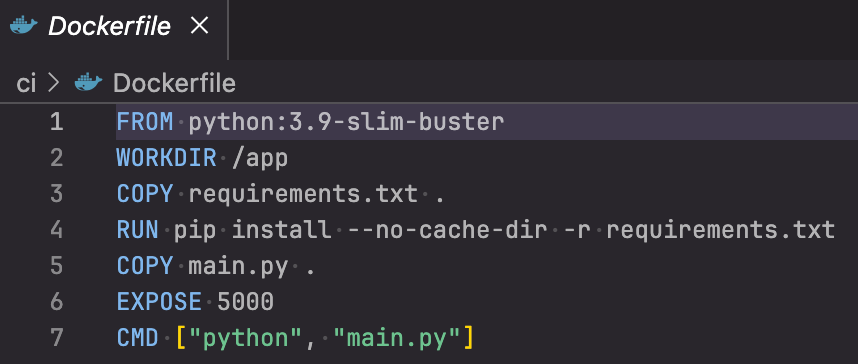 Dockerfile ×
ci > Dockerfile
1 FROM python:3.9-slim-buster
2 WORKDIR /app
3 COPY requirements.txt .
4 RUN pip install --no-cache-dir -r requirements.txt
5 COPY main.py .
6 EXPOSE 5000
7 CMD ["python", "main.py"]